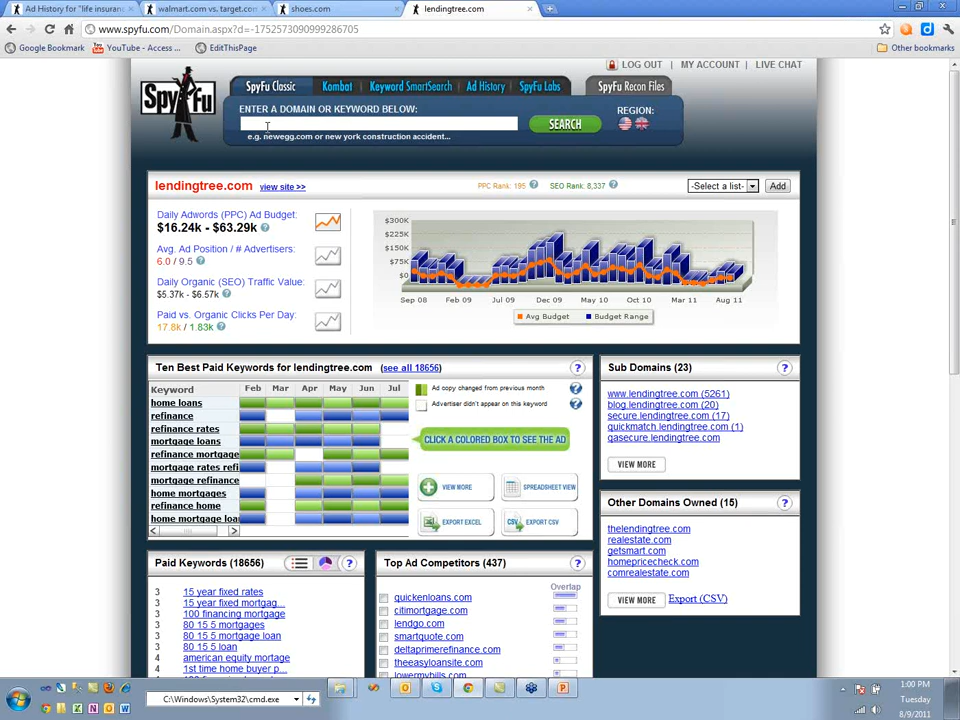 Ad History for "life insuran
walmart.com vs. target.com
shoes.com
lendingtree.com
www.spyfu.com/Domain.aspx?d=-1752573090999286705
Google Bookmark
YouTube - Access ...
EditThisPage
Other bookmarks
LOG OUT | MY ACCOUNT | LIVE CHAT
SpyFu
SpyFu Classic
Kombat
Keyword SmartSearch
Ad History
SpyFu Labs
SpyFu Recon Files
ENTER A DOMAIN OR KEYWORD BELOW:
REGION:
SEARCH
e.g. newegg.com or new york construction accident...
lendingtree.com view site >>
PPC Rank: 195 ? SEO Rank: 8,337 ?
-Select a list-
Add
Daily Adwords (PPC) Ad Budget:
$16.24k - $63.29k ?
Avg. Ad Position / # Advertisers:
6.0 / 9.5 ?
Daily Organic (SEO) Traffic Value:
$5.37k - $6.57k ?
Paid vs. Organic Clicks Per Day:
17.8k / 1.83k ?
$300K
$225K
$150K
$75K
$0
Sep 08 Feb 09 Jul 09 Dec 09 May 10 Oct 10 Mar 11 Aug 11
Avg Budget Budget Range
Ten Best Paid Keywords for lendingtree.com (see all 18656) ?
Keyword Feb Mar Apr May Jun Jul
home loans
refinance
refinance rates
mortgage loans
refinance mortgage
mortgage rates refi
mortgage refinance
home mortgages
refinance home
home mortgage loa
Ad copy changed from previous month ?
Advertiser didn't appear on this keyword ?
CLICK A COLORED BOX TO SEE THE AD
VIEW MORE
SPREADSHEET VIEW
EXPORT EXCEL
EXPORT CSV
Sub Domains (23) ?
www.lendingtree.com (5261)
blog.lendingtree.com (20)
secure.lendingtree.com (17)
quickmatch.lendingtree.com (1)
qasecure.lendingtree.com
VIEW MORE
Other Domains Owned (15) ?
thelendingtree.com
realestate.com
getsmart.com
homepricecheck.com
comrealestate.com
VIEW MORE Export (CSV)
Paid Keywords (18656) ?
3 15 year fixed rates
3 15 year fixed mortgag...
3 100 financing mortgage
3 80 15 5 mortgages
3 80 15 5 mortgage loan
3 80 15 5 loan
4 american equity mortage
4 1st time home buyer p...
Top Ad Competitors (437) ?
Overlap
quickenloans.com
citimortgage.com
lendgo.com
smartquote.com
deltaprimerefinance.com
theeasyloansite.com
lowermybills.com
C:\Windows\System32\cmd.exe
1:00 PM
Tuesday
8/9/2011